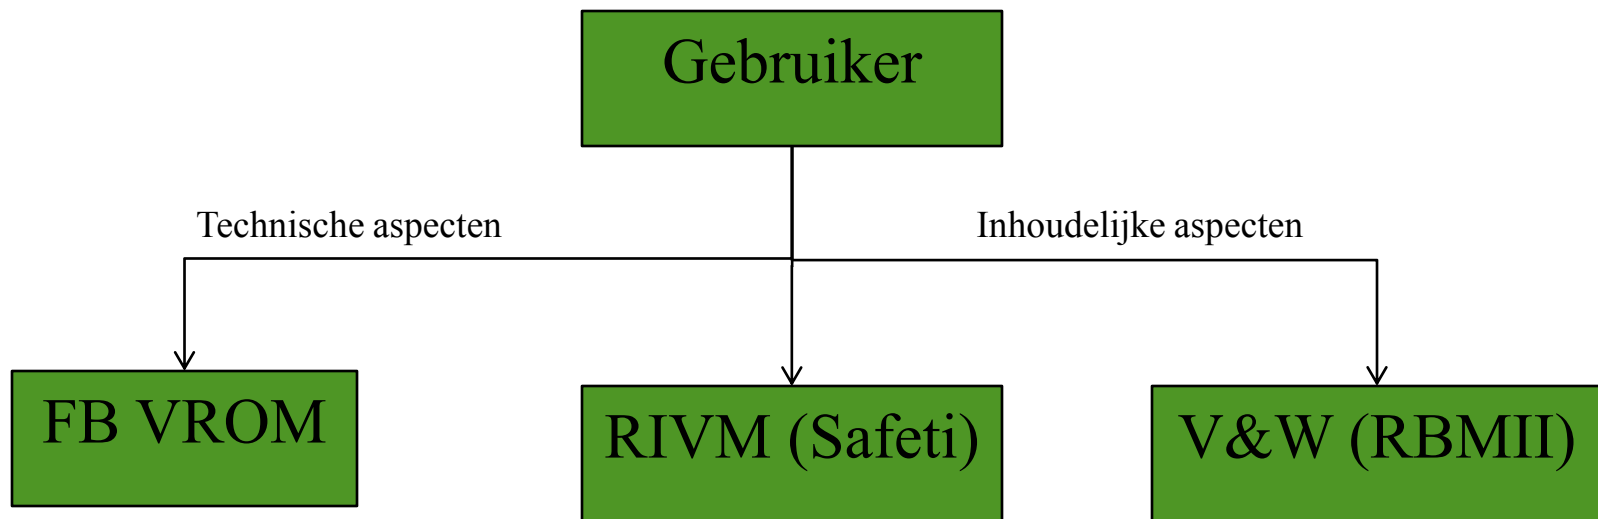 Gebruiker
Technische aspecten
Inhoudelijke aspecten
FB VROM
RIVM (Safeti)
V&W (RBMII)